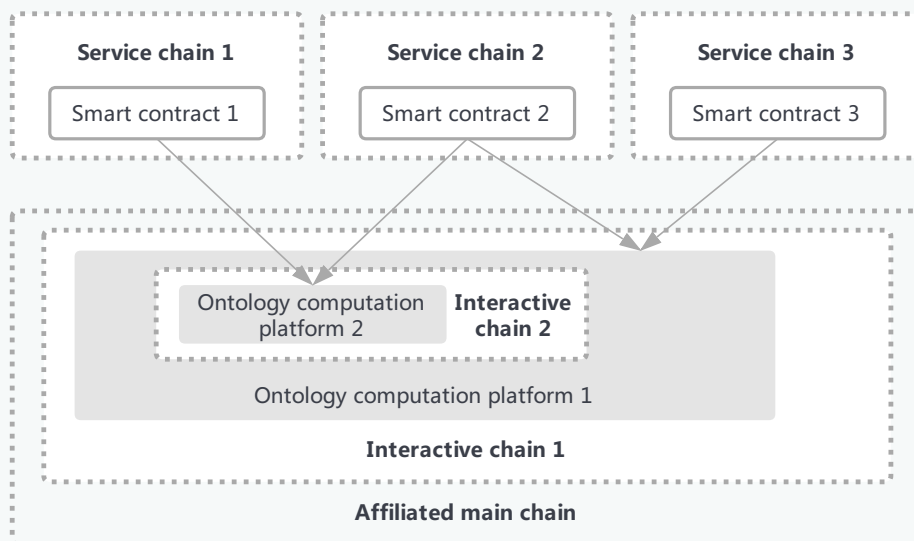 Service chain 1
Service chain 2
Service chain 3
Smart contract 1
Smart contract 2
Smart contract 3
Ontology computation
platform 2
Interactive
chain 2
Ontology computation platform 1
Interactive chain 1
Affiliated main chain